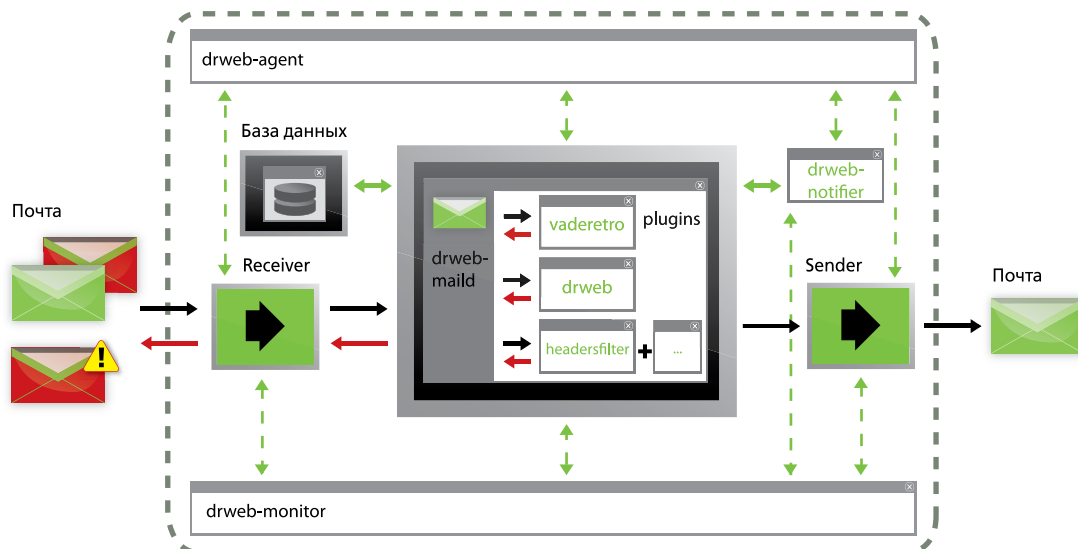 drweb-agent
База данных
drweb-
notifier
Почта
vaderetro
plugins
drweb-
maild
Receiver
drweb
Sender
Почта
headersfilter
+
...
!
drweb-monitor